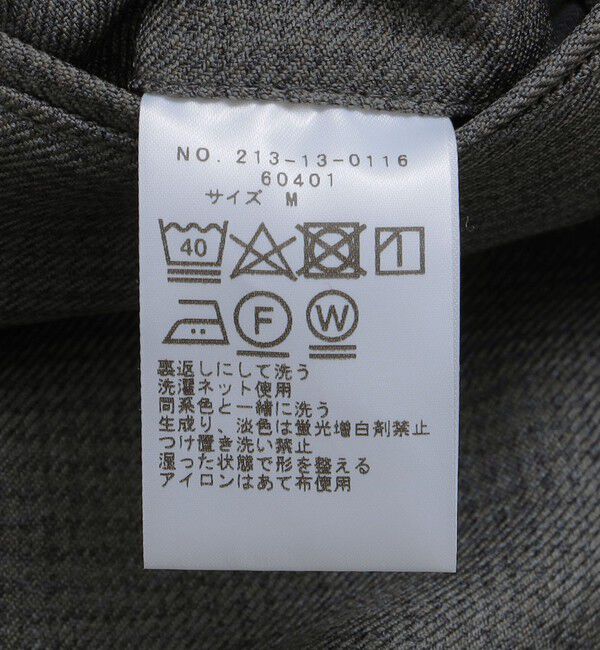 NO. 213-13-0116
60401
サイズ M
40
F W
裏返しにして洗う
洗濯ネット使用
同系色と一緒に洗う
生成り、淡色は蛍光増白剤禁止
つけ置き洗い禁止
湿った状態で形を整える
アイロンはあて布使用